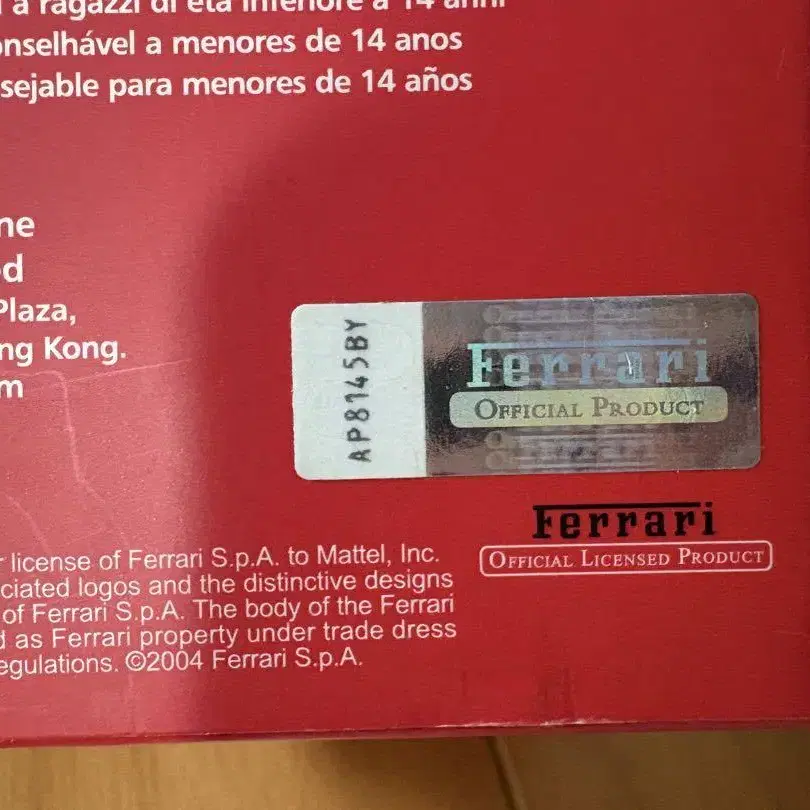 a ragazzi di età inferiore a 14 anni
onselhável a menores de 14 anos
sejable para menores de 14 años
ne
d
Plaza,
ng Kong.
m
AP8145BY
Ferrari
OFFICIAL PRODUCT
Ferrari
OFFICIAL LICENSED PRODUCT
r license of Ferrari S.p.A. to Mattel, Inc.
ciated logos and the distinctive designs
of Ferrari S.p.A. The body of the Ferrari
d as Ferrari property under trade dress
egulations. ©2004 Ferrari S.p.A.